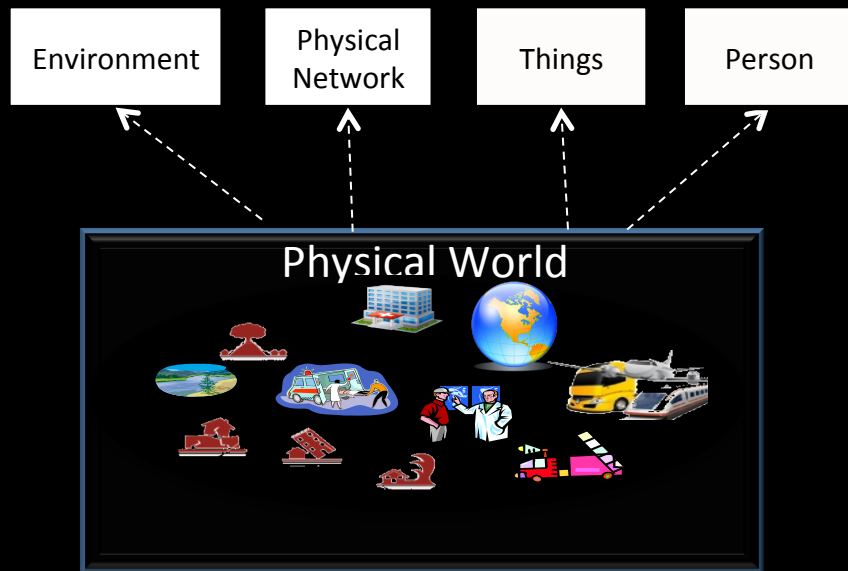 Environment
Physical
Network
Things
Person
Physical World